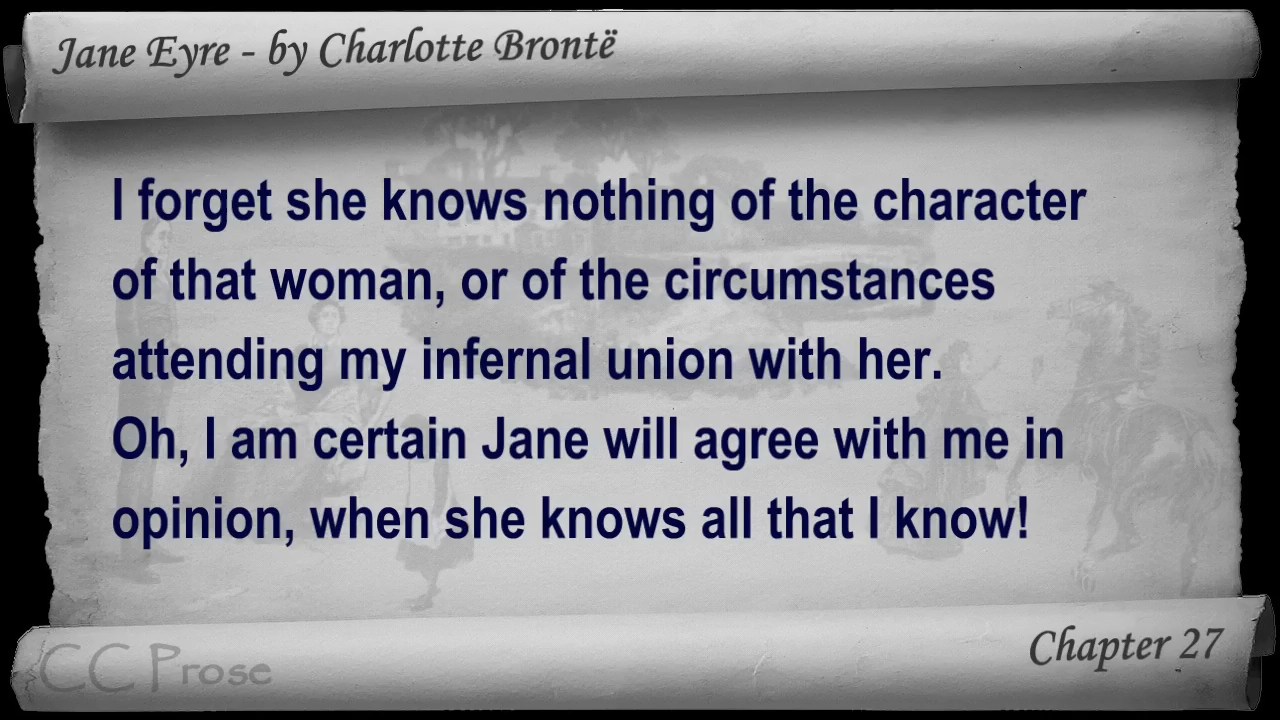 Jane Eyre - by Charlotte Brontë
I forget she knows nothing of the character
of that woman, or of the circumstances
attending my infernal union with her.
Oh, I am certain Jane will agree with me in
opinion, when she knows all that I know!
Chapter 27
CC Prose